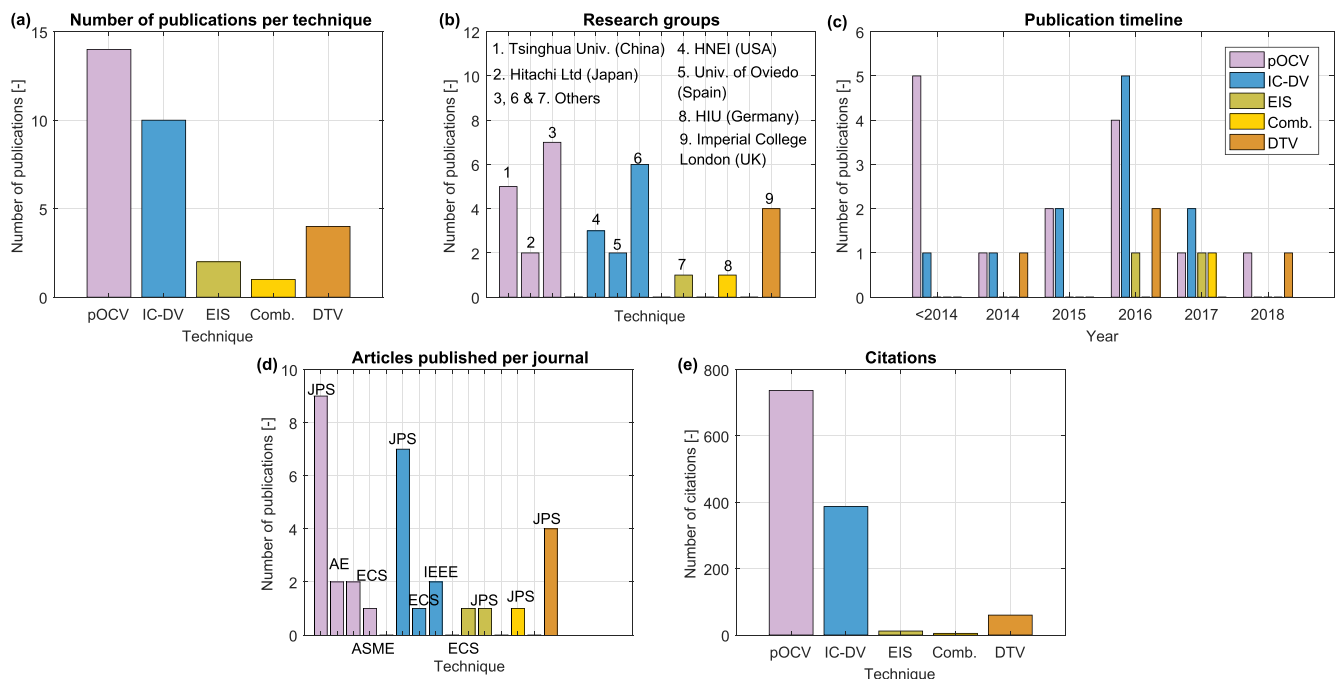 (a) Number of publications per technique
Number of publications [-]
15
10
5
0
pOCV IC-DV EIS Comb. DTV
Technique
(b) Research groups
Number of publications [-]
12
10
8
6
4
2
0
1. Tsinghua Univ. (China)
2. Hitachi Ltd (Japan)
3, 6 & 7. Others
4. HNEI (USA)
5. Univ. of Oviedo
(Spain)
8. HIU (Germany)
9. Imperial College
London (UK)
1 2 3 4 5 6 7 8 9
Technique
(c) Publication timeline
Number of publications [-]
6
5
4
3
2
1
0
pOCV
IC-DV
EIS
Comb.
DTV
<2014 2014 2015 2016 2017 2018
Year
(d) Articles published per journal
Number of publications [-]
10
8
6
4
2
0
JPS AE ECS JPS ECS IEEE JPS JPS JPS
ASME ECS
Technique
(e) Citations
Number of citations [-]
800
600
400
200
0
pOCV IC-DV EIS Comb. DTV
Technique